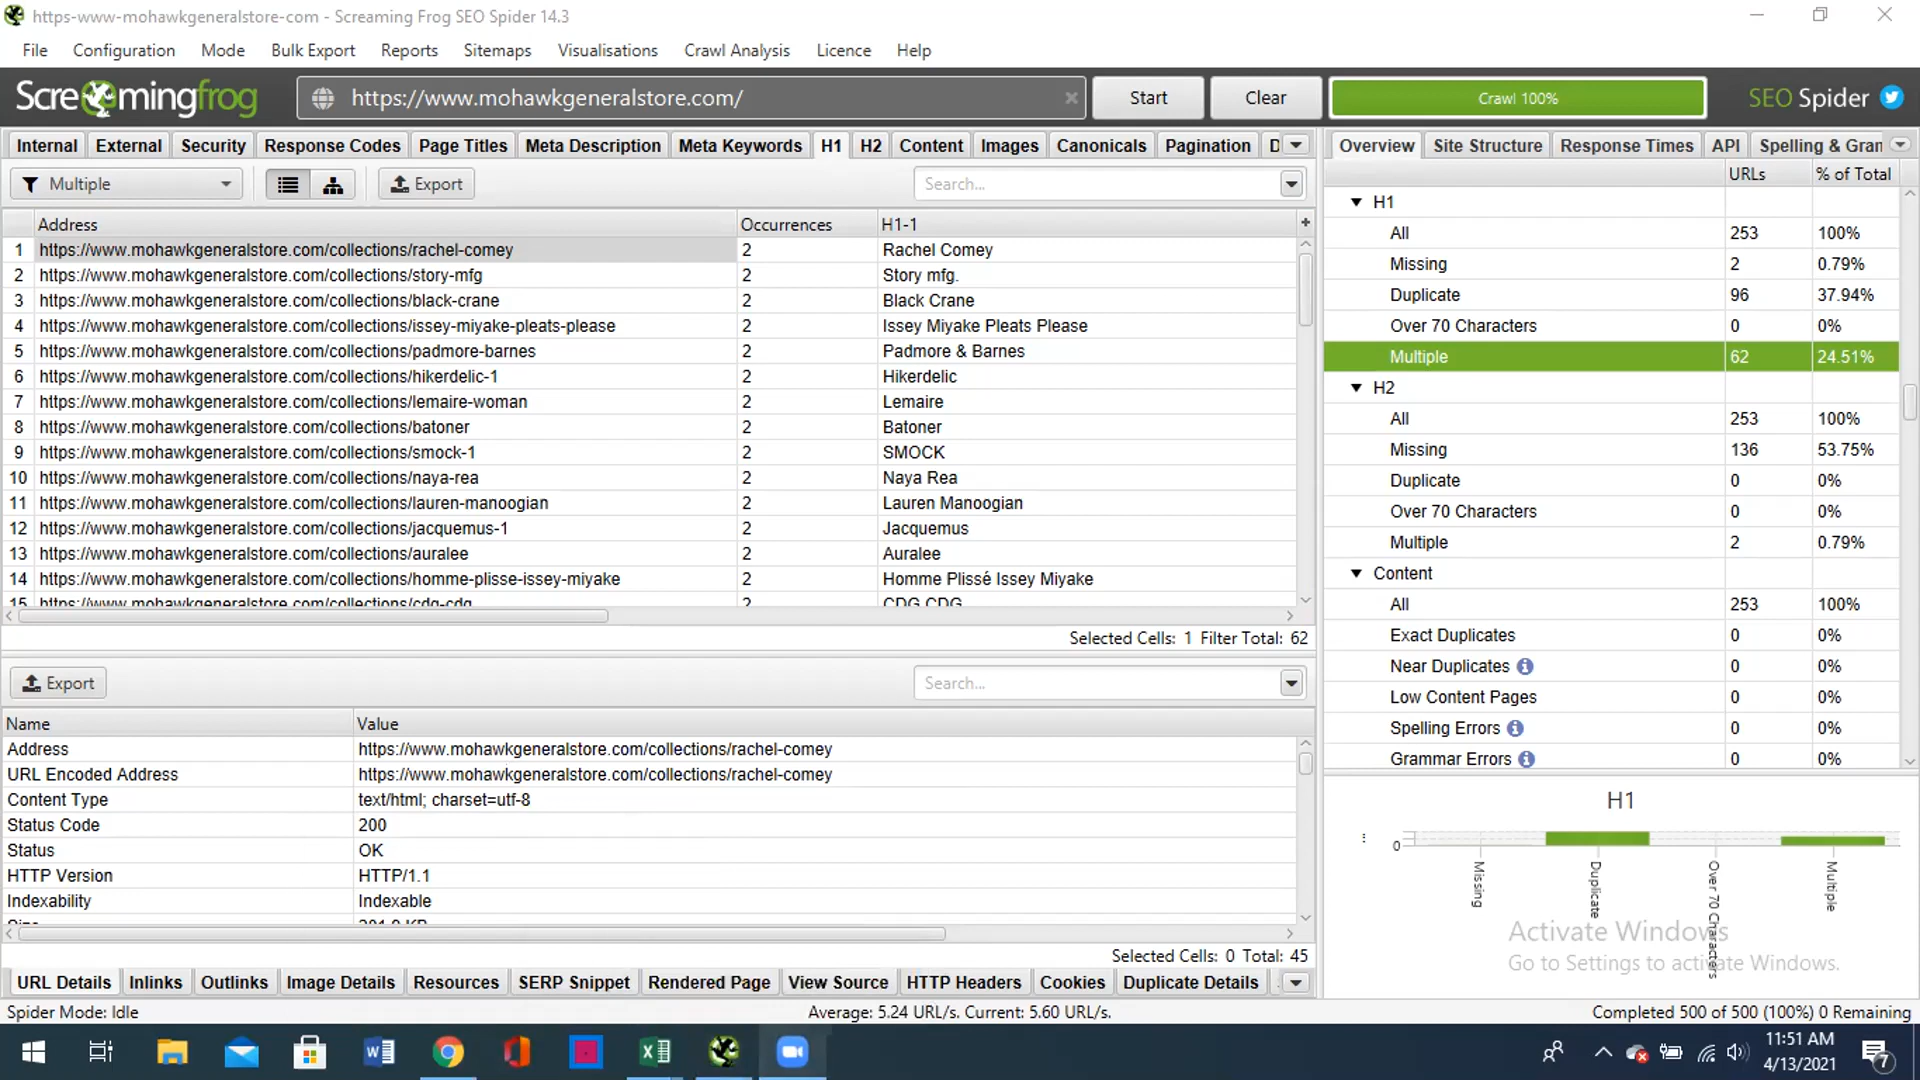 https-www-mohawkgeneralstore-com - Screaming Frog SEO Spider 14.3
File Configuration Mode Bulk Export Reports Sitemaps Visualisations Crawl Analysis Licence Help
Screamingfrog https://www.mohawkgeneralstore.com/ Start Clear Crawl 100% SEO Spider
Internal External Security Response Codes Page Titles Meta Description Meta Keywords H1 H2 Content Images Canonicals Pagination D
Multiple Export Search...
Address Occurrences H1-1
1 https://www.mohawkgeneralstore.com/collections/rachel-comey 2 Rachel Comey
2 https://www.mohawkgeneralstore.com/collections/story-mfg 2 Story mfg.
3 https://www.mohawkgeneralstore.com/collections/black-crane 2 Black Crane
4 https://www.mohawkgeneralstore.com/collections/issey-miyake-pleats-please 2 Issey Miyake Pleats Please
5 https://www.mohawkgeneralstore.com/collections/padmore-barnes 2 Padmore & Barnes
6 https://www.mohawkgeneralstore.com/collections/hikerdelic-1 2 Hikerdelic
7 https://www.mohawkgeneralstore.com/collections/lemaire-woman 2 Lemaire
8 https://www.mohawkgeneralstore.com/collections/batoner 2 Batoner
9 https://www.mohawkgeneralstore.com/collections/smock-1 2 SMOCK
10 https://www.mohawkgeneralstore.com/collections/naya-rea 2 Naya Rea
11 https://www.mohawkgeneralstore.com/collections/lauren-manoogian 2 Lauren Manoogian
12 https://www.mohawkgeneralstore.com/collections/jacquemus-1 2 Jacquemus
13 https://www.mohawkgeneralstore.com/collections/auralee 2 Auralee
14 https://www.mohawkgeneralstore.com/collections/homme-plisse-issey-miyake 2 Homme Plissé Issey Miyake
15 https://www.mohawkgeneralstore.com/collections/cdg-cdg 2 CDG CDG
Selected Cells: 1 Filter Total: 62
Export Search...
Name Value
Address https://www.mohawkgeneralstore.com/collections/rachel-comey
URL Encoded Address https://www.mohawkgeneralstore.com/collections/rachel-comey
Content Type text/html; charset=utf-8
Status Code 200
Status OK
HTTP Version HTTP/1.1
Indexability Indexable
Selected Cells: 0 Total: 45
URL Details Inlinks Outlinks Image Details Resources SERP Snippet Rendered Page View Source HTTP Headers Cookies Duplicate Details
Spider Mode: Idle Average: 5.24 URL/s. Current: 5.60 URL/s. Completed 500 of 500 (100%) 0 Remaining
Overview Site Structure Response Times API Spelling & Gran
URLs % of Total
H1
All 253 100%
Missing 2 0.79%
Duplicate 96 37.94%
Over 70 Characters 0 0%
Multiple 62 24.51%
H2
All 253 100%
Missing 136 53.75%
Duplicate 0 0%
Over 70 Characters 0 0%
Multiple 2 0.79%
Content
All 253 100%
Exact Duplicates 0 0%
Near Duplicates 0 0%
Low Content Pages 0 0%
Spelling Errors 0 0%
Grammar Errors 0 0%
H1
0
Missing
Duplicate
Over 70 Characters
Multiple
Activate Windows
Go to Settings to activate Windows.
11:51 AM
4/13/2021
7